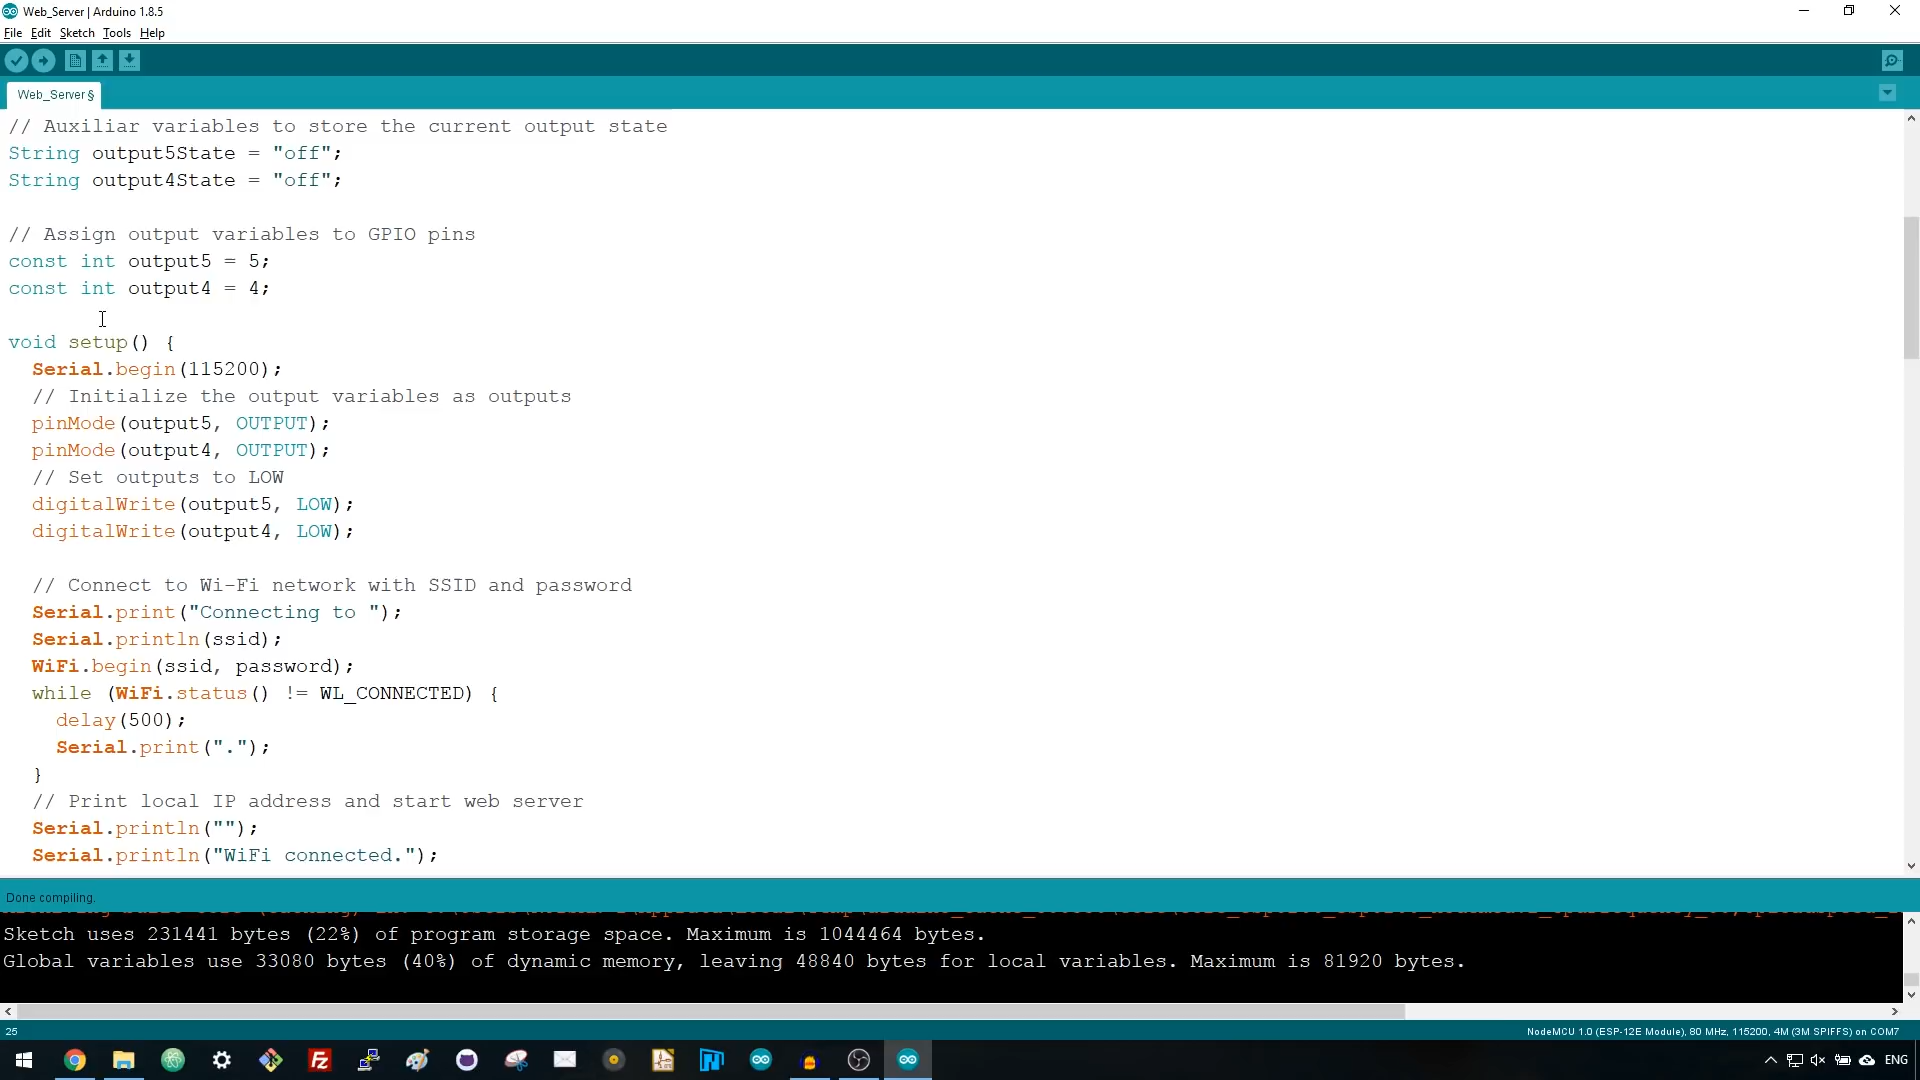 Web_Server | Arduino 1.8.5
File Edit Sketch Tools Help
Web_Server §
// Auxiliar variables to store the current output state
String output5State = "off";
String output4State = "off";
// Assign output variables to GPIO pins
const int output5 = 5;
const int output4 = 4;
void setup() {
Serial.begin(115200);
// Initialize the output variables as outputs
pinMode(output5, OUTPUT);
pinMode(output4, OUTPUT);
// Set outputs to LOW
digitalWrite(output5, LOW);
digitalWrite(output4, LOW);
// Connect to Wi-Fi network with SSID and password
Serial.print("Connecting to ");
Serial.println(ssid);
WiFi.begin(ssid, password);
while (WiFi.status() != WL_CONNECTED) {
delay(500);
Serial.print(".");
}
// Print local IP address and start web server
Serial.println("");
Serial.println("WiFi connected.");
Done compiling.
Sketch uses 231441 bytes (22%) of program storage space. Maximum is 1044464 bytes.
Global variables use 33080 bytes (40%) of dynamic memory, leaving 48840 bytes for local variables. Maximum is 81920 bytes.
25
NodeMCU 1.0 (ESP-12E Module), 80 MHz, 115200, 4M (3M SPIFFS) on COM7
ENG